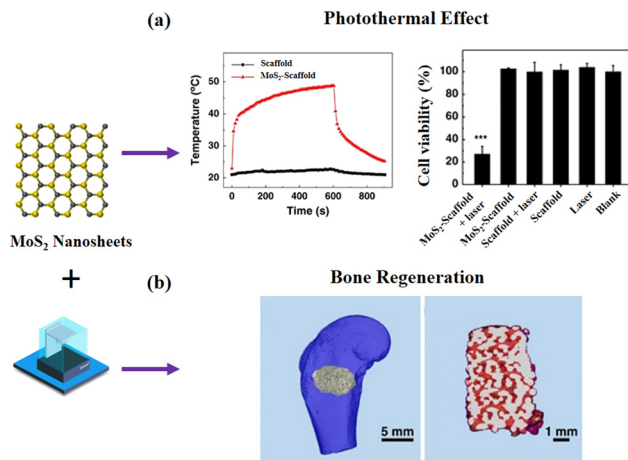 (a)
Photothermal Effect
Scaffold
MoS₂-Scaffold
Temperature (ºC)
50
40
30
20
0 200 400 600 800
Time (s)
Cell viability (%)
100
80
60
40
20
0
***
MoS₂-Scaffold
+ laser
MoS₂-Scaffold
Scaffold + laser
Scaffold
Laser
Blank
MoS₂ Nanosheets
+
(b)
Bone Regeneration
5 mm
1 mm